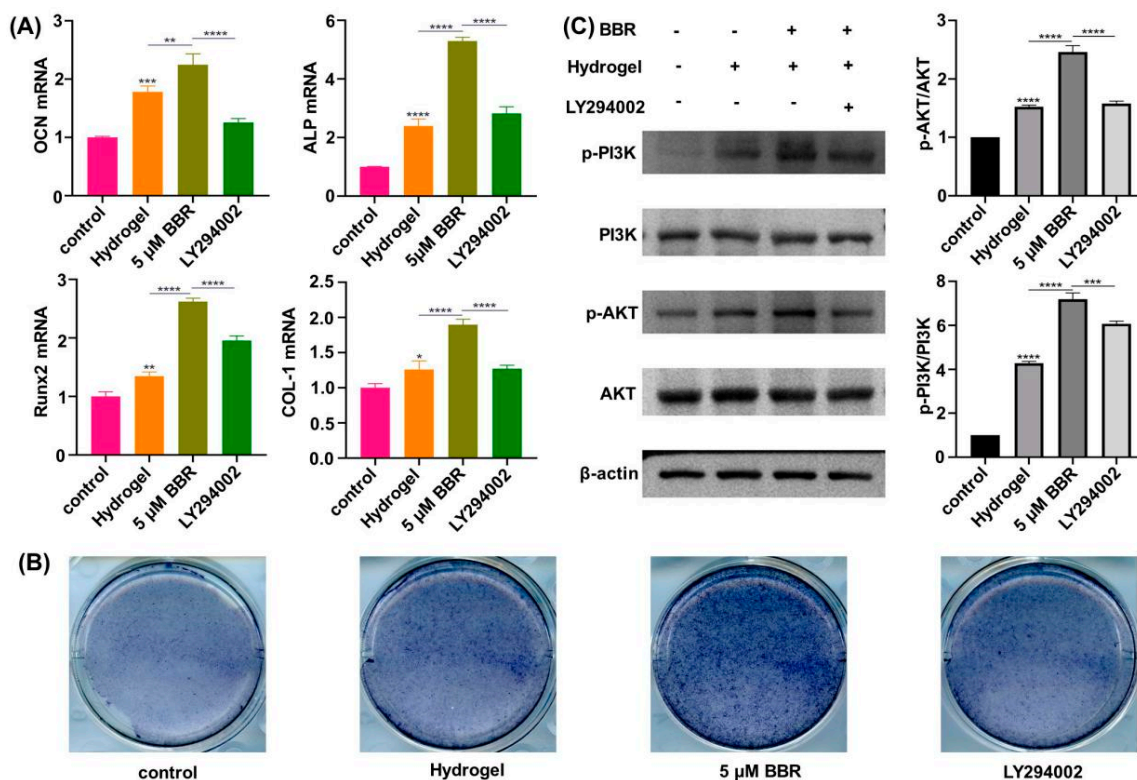 (A)
OCN mRNA
3
2
1
0
***
**
****
control
Hydrogel
5 μM BBR
LY294002
ALP mRNA
6
4
2
0
****
****
****
control
Hydrogel
5μM BBR
LY294002
Runx2 mRNA
3
2
1
0
**
****
****
control
Hydrogel
5 μM BBR
LY294002
COL-1 mRNA
2.5
2.0
1.5
1.0
0.5
0.0
*
****
****
control
Hydrogel
5 μM BBR
LY294002
(C)
BBR - - + +
Hydrogel - + + +
LY294002 - - - +
p-PI3K
PI3K
p-AKT
AKT
β-actin
p-AKT/AKT
3
2
1
0
****
****
****
control
Hydrogel
5 μM BBR
LY294002
p-PI3K/PI3K
8
6
4
2
0
****
****
***
control
Hydrogel
5 μM BBR
LY294002
(B)
control
Hydrogel
5 μM BBR
LY294002